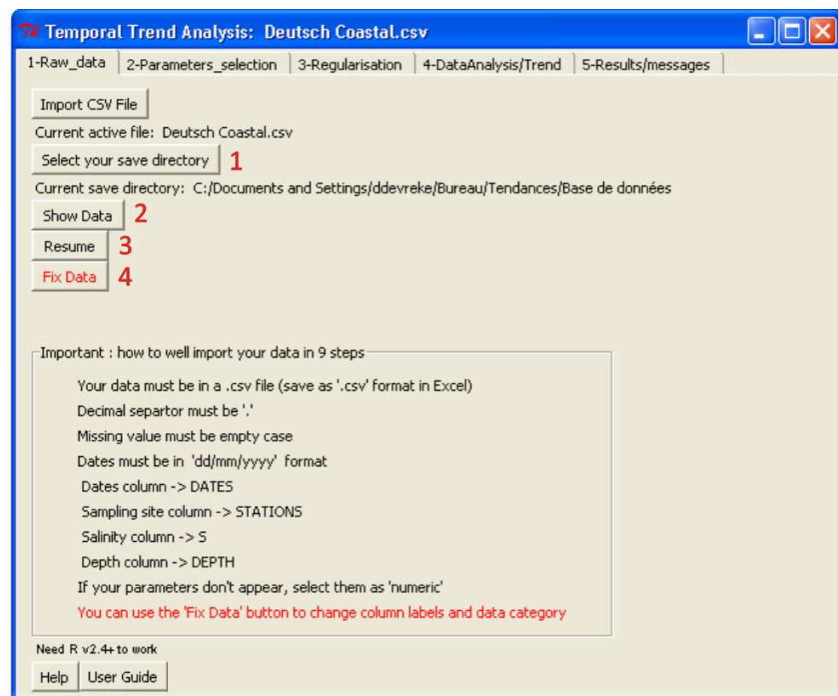 Temporal Trend Analysis: Deutsch Coastal.csv
1-Raw_data 2-Parameters_selection 3-Regularisation 4-DataAnalysis/Trend 5-Results/messages
Import CSV File
Current active file: Deutsch Coastal.csv
Select your save directory 1
Current save directory: C:/Documents and Settings/ddevreke/Bureau/Tendances/Base de données
Show Data 2
Resume 3
Fix Data 4
Important : how to well import your data in 9 steps
Your data must be in a .csv file (save as '.csv' format in Excel)
Decimal separtor must be '.'
Missing value must be empty case
Dates must be in 'dd/mm/yyyy' format
Dates column -> DATES
Sampling site column -> STATIONS
Salinity column -> S
Depth column -> DEPTH
If your parameters don't appear, select them as 'numeric'
You can use the 'Fix Data' button to change column labels and data category
Need R v2.4+ to work
Help User Guide